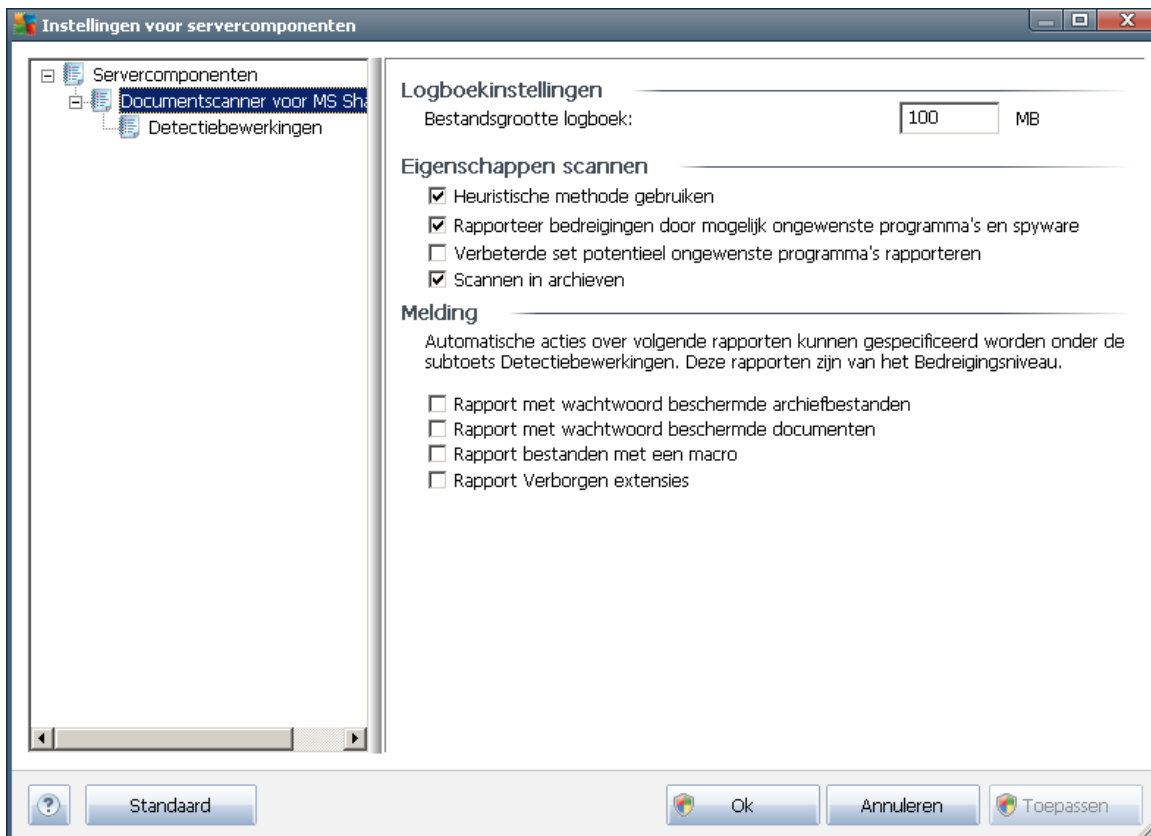 Instellingen voor servercomponenten
Servercomponenten
Documentscanner voor MS Sha
Detectiebewerkingen
Logboekinstellingen
Bestandsgrootte logboek: 100 MB
Eigenschappen scannen
Heuristische methode gebruiken
Rapporteer bedreigingen door mogelijk ongewenste programma's en spyware
Verbeterde set potentieel ongewenste programma's rapporteren
Scannen in archieven
Melding
Automatische acties over volgende rapporten kunnen gespecificeerd worden onder de
subtoets Detectiebewerkingen. Deze rapporten zijn van het Bedreigingsniveau.
Rapport met wachtwoord beschermde archiefbestanden
Rapport met wachtwoord beschermde documenten
Rapport bestanden met een macro
Rapport Verborgen extensies
? Standaard Ok Annuleren Toepassen